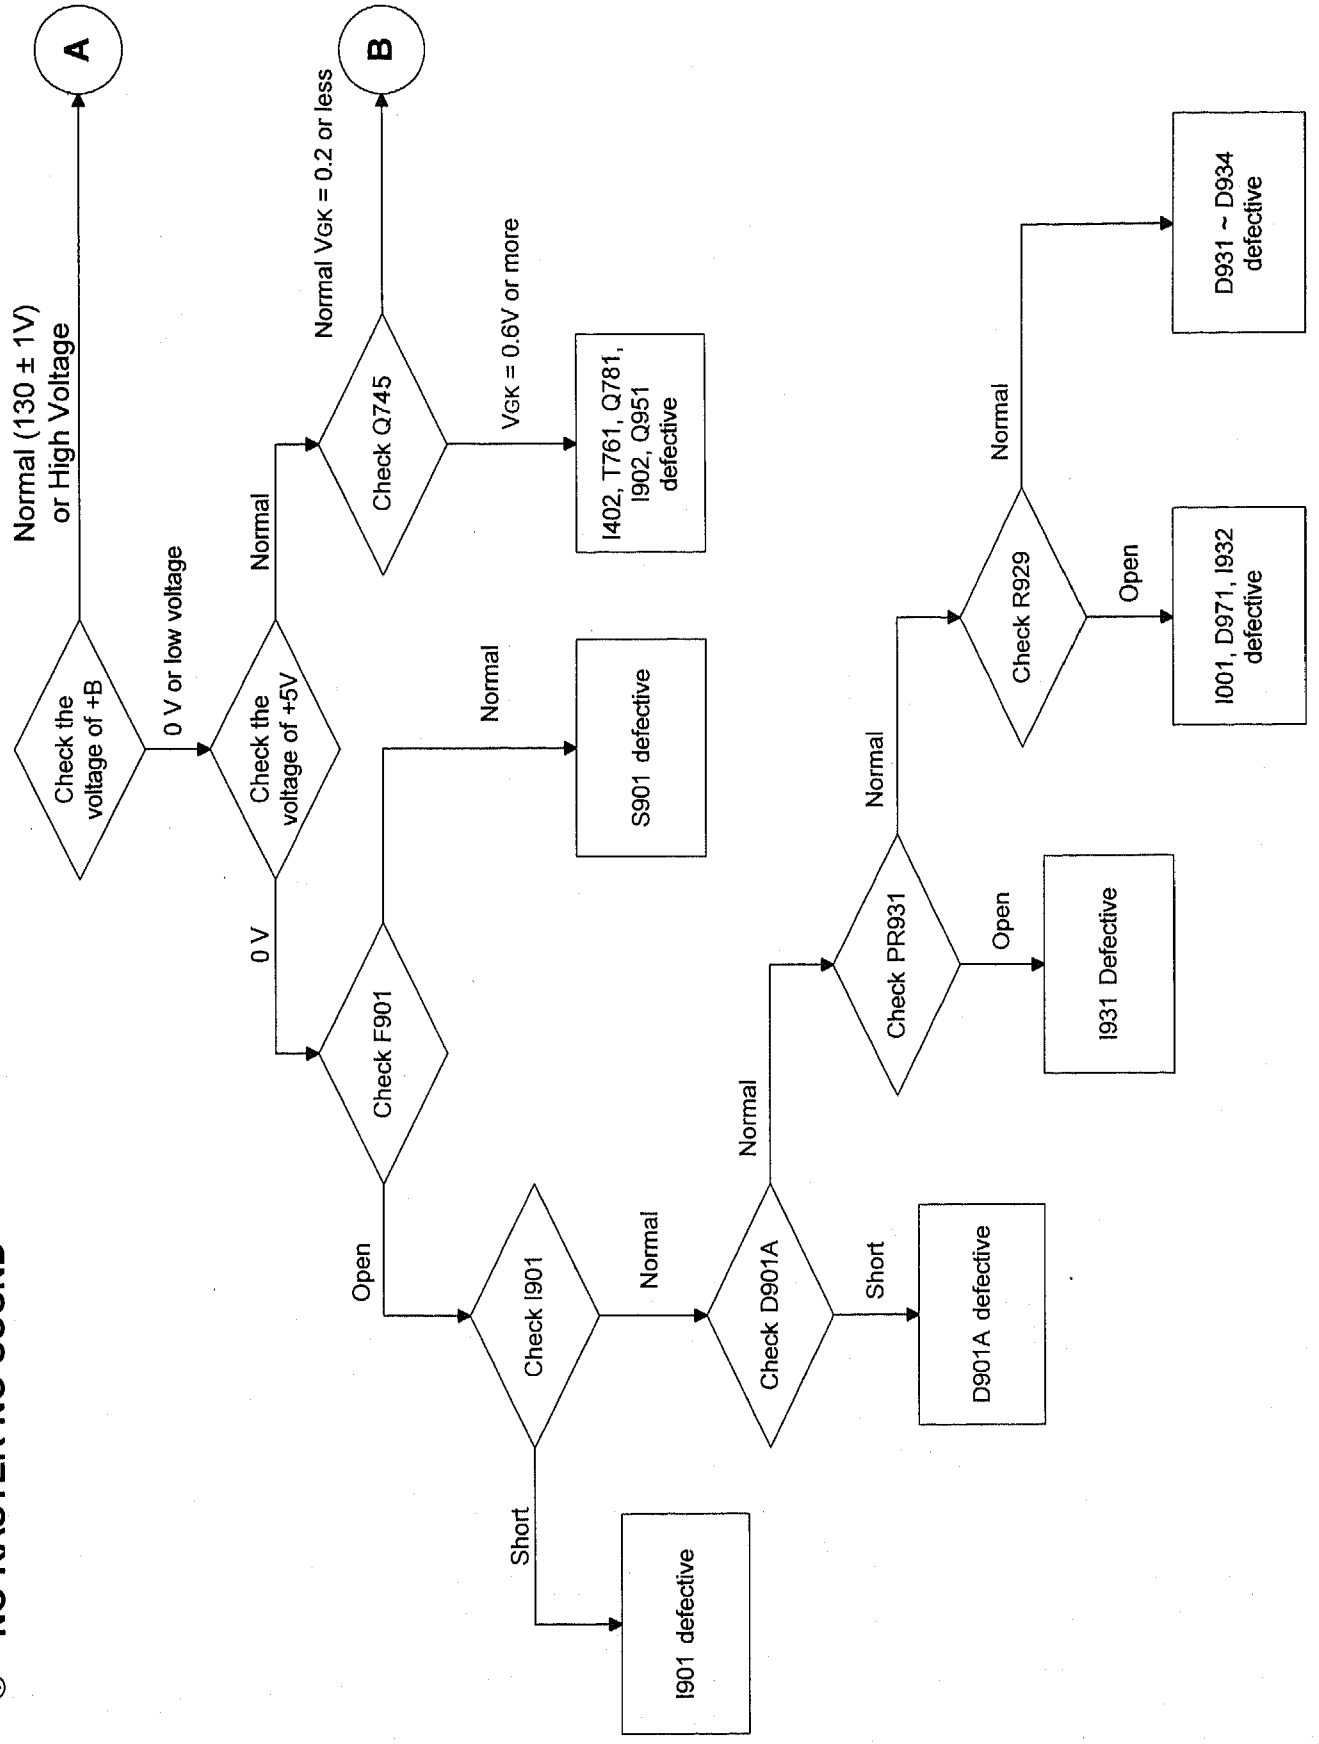 NO RASTER NO SOUND
Check the
voltage of +B
Normal (130 ± 1V)
or High Voltage
A
0 V or low voltage
Check the
voltage of +5V
0 V
Normal
Check Q745
Normal VGK = 0.2 or less
B
VGK = 0.6V or more
I402, T761, Q781,
I902, Q951
defective
Check F901
Open
Normal
S901 defective
Check I901
Short
I901 defective
Normal
Check D901A
Short
D901A defective
Normal
Check PR931
Open
I931 Defective
Normal
Check R929
Open
I001, D971, I932
defective
Normal
D931 ~ D934
defective